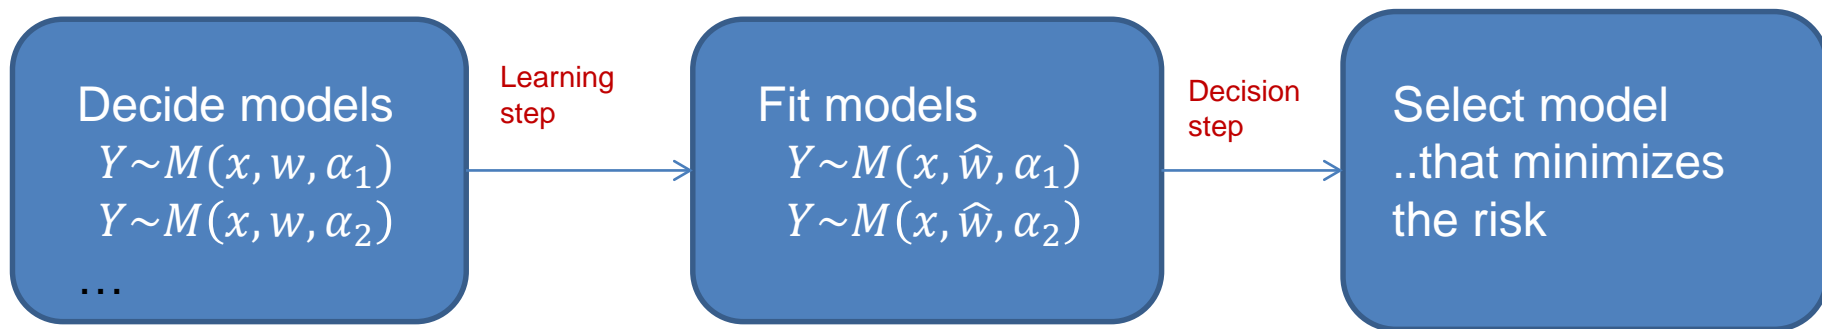 Decide models
Y~M(x, w, α₁)
Y~M(x, w, α₂)
…
Learning
step
Fit models
Y~M(x, ŵ, α₁)
Y~M(x, ŵ, α₂)
Decision
step
Select model
..that minimizes
the risk